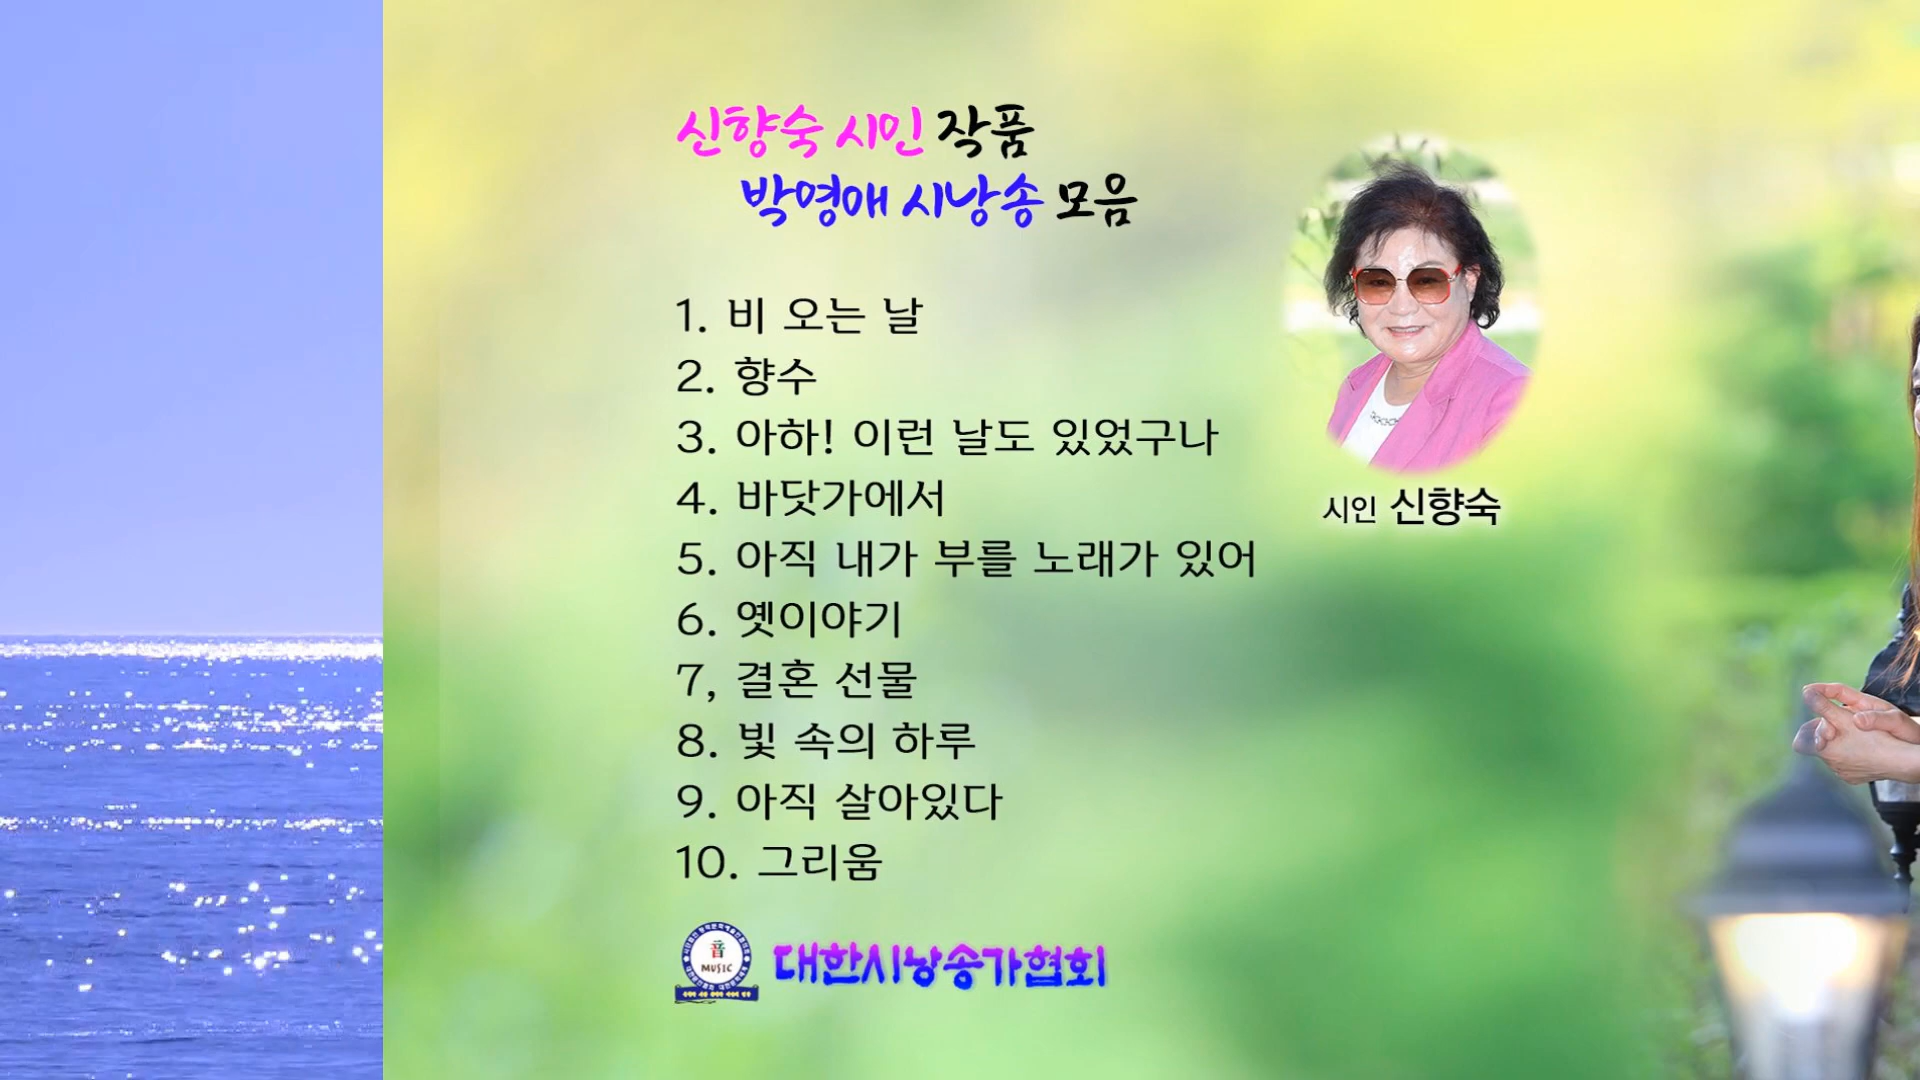 신향숙 시인 작품
박영애 시낭송 모음
1. 비 오는 날
2. 향수
3. 아하! 이런 날도 있었구나
4. 바닷가에서
5. 아직 내가 부를 노래가 있어
6. 옛이야기
7, 결혼 선물
8. 빛 속의 하루
9. 아직 살아있다
10. 그리움
시인 신향숙
音
MUSIC
대한시낭송가협회